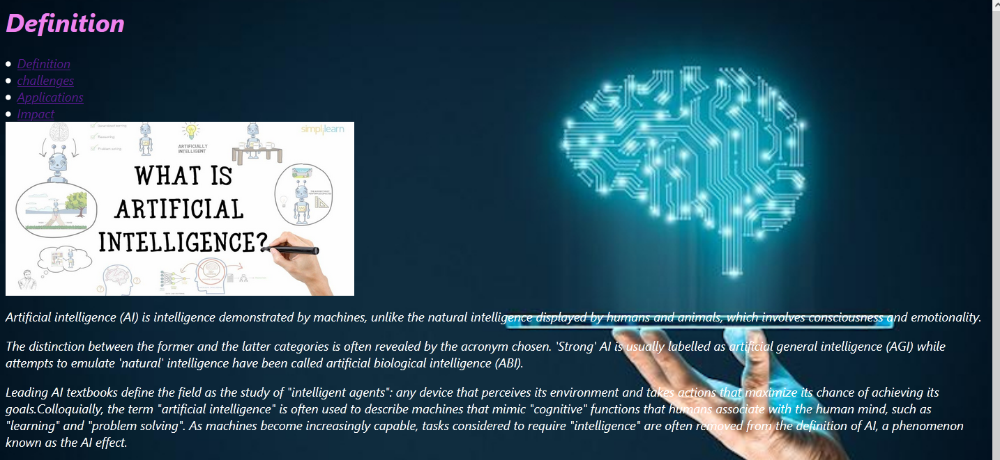 Definition
Definition
challenges
Applications
Impact
simplilearn
Generalized learning
Reasoning
Problem solving
ARTIFICIALLY
INTELLIGENT
WHAT IS
ARTIFICIAL
INTELLIGENCE?
Artificial intelligence (AI) is intelligence demonstrated by machines, unlike the natural intelligence displayed by humans and animals, which involves consciousness and emotionality.
The distinction between the former and the latter categories is often revealed by the acronym chosen. 'Strong' AI is usually labelled as artificial general intelligence (AGI) while
attempts to emulate 'natural' intelligence have been called artificial biological intelligence (ABI).
Leading AI textbooks define the field as the study of "intelligent agents": any device that perceives its environment and takes actions that maximize its chance of achieving its
goals.Colloquially, the term "artificial intelligence" is often used to describe machines that mimic "cognitive" functions that humans associate with the human mind, such as
"learning" and "problem solving". As machines become increasingly capable, tasks considered to require "intelligence" are often removed from the definition of AI, a phenomenon
known as the AI effect.